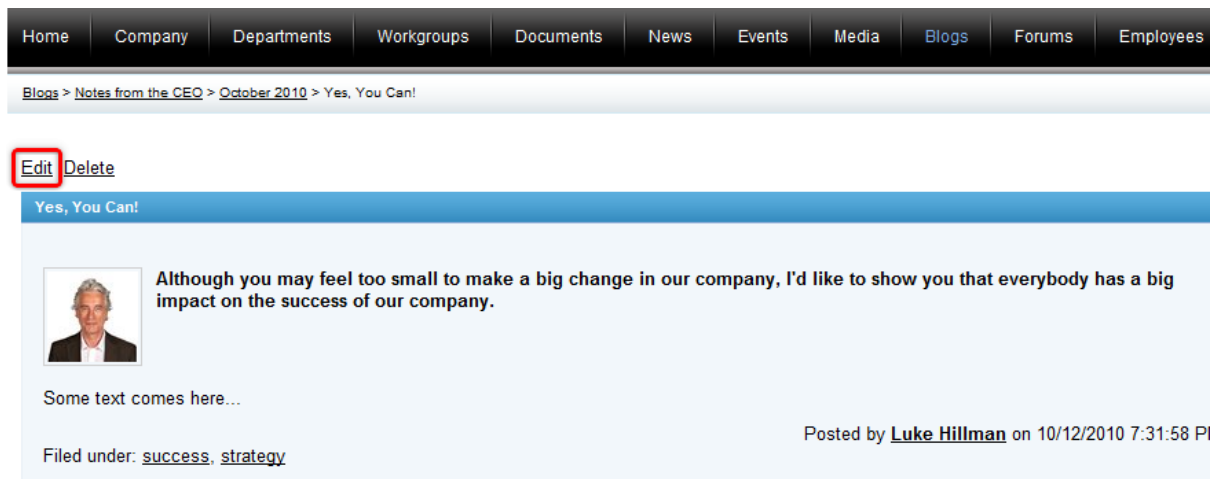 Home Company Departments Workgroups Documents News Events Media Blogs Forums Employees
Blogs > Notes from the CEO > October 2010 > Yes, You Can!
Edit Delete
Yes, You Can!
Although you may feel too small to make a big change in our company, I'd like to show you that everybody has a big
impact on the success of our company.
Some text comes here...
Posted by Luke Hillman on 10/12/2010 7:31:58 P
Filed under: success, strategy